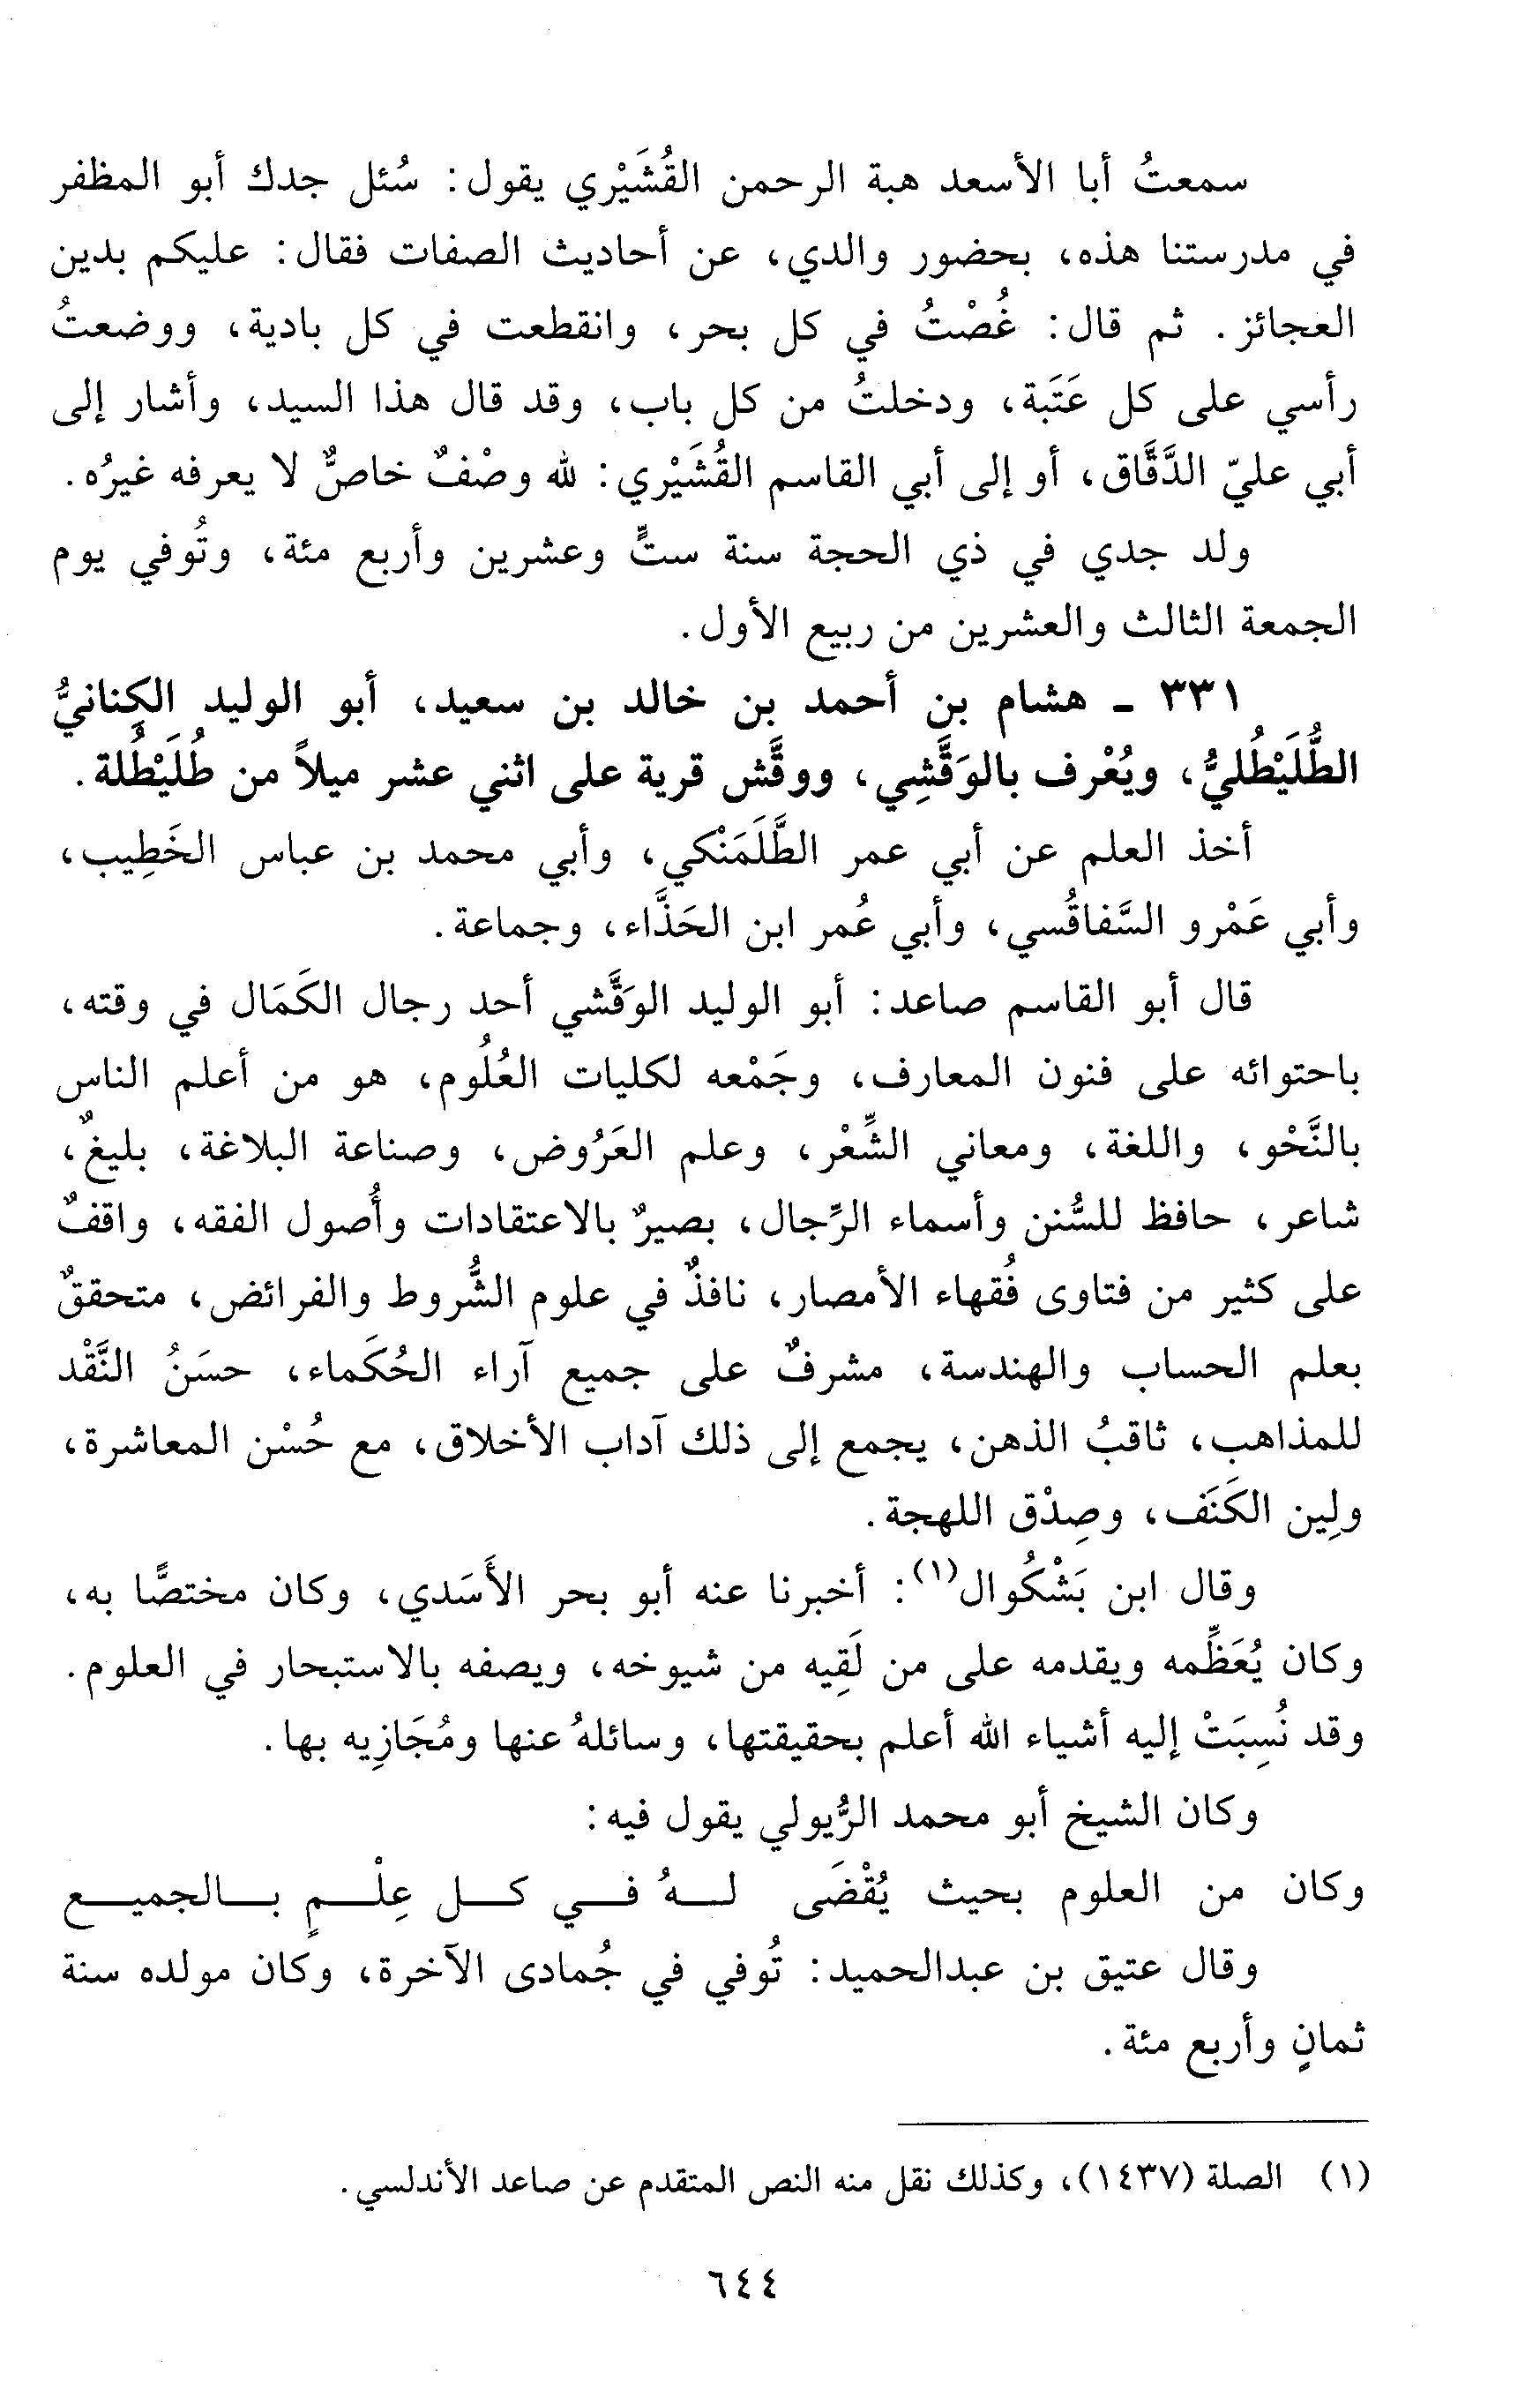 سمعتُ أبا الأسعد هبة الرحمن القُشَيْري يقول: سُئل جدك أبو المظفر
في مدرستنا هذه، بحضور والدي، عن أحاديث الصفات فقال: عليكم بدين
العجائز. ثم قال: غُصْتُ في كل بحر، وانقطعت في كل بادية، ووضعتُ
رأسي على كل عَتَبة، ودخلتُ من كل باب، وقد قال هذا السيد، وأشار إلى
أبي عليّ الدَّقَّاق، أو إلى أبي القاسم القُشَيْري: لله وصْفٌ خاصٌّ لا يعرفه غيرُه.
ولد جدي في ذي الحجة سنة ستٍّ وعشرين وأربع مئة، وتُوفي يوم
الجمعة الثالث والعشرين من ربيع الأول.
٣٣١ ـ هشام بن أحمد بن خالد بن سعيد، أبو الوليد الكِنانيُّ
الطُّلَيْطُليُّ، ويُعْرف بالوَقَّشِي، ووقَّش قرية على اثني عشر ميلاً من طُلَيْطُلة.
أخذ العلم عن أبي عمر الطَّلَمَنْكي، وأبي محمد بن عباس الخَطِيب،
وأبي عَمْرو السَّفاقُسي، وأبي عُمر ابن الحَذَّاء، وجماعة.
قال أبو القاسم صاعد: أبو الوليد الوَقَّشي أحد رجال الكَمَال في وقته،
باحتوائه على فنون المعارف، وجَمْعه لكليات العُلُوم، هو من أعلم الناس
بالنَّحْو، واللغة، ومعاني الشِّعْر، وعلم العَرُوض، وصناعة البلاغة، بليغٌ،
شاعر، حافظ للسُّنن وأسماء الرِّجال، بصيرٌ بالاعتقادات وأُصول الفقه، واقفٌ
على كثير من فتاوى فُقهاء الأمصار، نافذٌ في علوم الشُّروط والفرائض، متحققٌ
بعلم الحساب والهندسة، مشرفٌ على جميع آراء الحُكَماء، حسَنُ النَّقْد
للمذاهب، ثاقبُ الذهن، يجمع إلى ذلك آداب الأخلاق، مع حُسْن المعاشرة،
ولِين الكَنَف، وصِدْق اللهجة.
وقال ابن بَشْكُوال(١): أخبرنا عنه أبو بحر الأَسَدي، وكان مختصًّا به،
وكان يُعَظِّمه ويقدمه على من لَقِيه من شيوخه، ويصفه بالاستبحار في العلوم.
وقد نُسِبَتْ إليه أشياء الله أعلم بحقيقتها، وسائلهُ عنها ومُجَازِيه بها.
وكان الشيخ أبو محمد الرُّيولي يقول فيه:
وكان من العلوم بحيث يُقْضَى لـــهُ فـــي كـــل عِلْـــمٍ بـــالجميـــع
وقال عتيق بن عبدالحميد: تُوفي في جُمادى الآخرة، وكان مولده سنة
ثمانٍ وأربع مئة.
(١) الصلة (١٤٣٧)، وكذلك نقل منه النص المتقدم عن صاعد الأندلسي.
٦٤٤